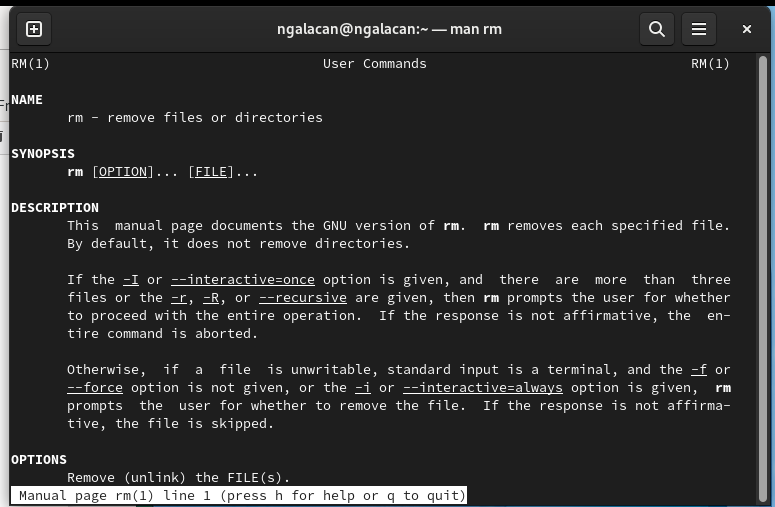 ngalacan@ngalacan:~ — man rm
RM(1) User Commands RM(1)
NAME
rm - remove files or directories
SYNOPSIS
rm [OPTION]... [FILE]...
DESCRIPTION
This manual page documents the GNU version of rm. rm removes each specified file.
By default, it does not remove directories.
If the -I or --interactive=once option is given, and there are more than three
files or the -r, -R, or --recursive are given, then rm prompts the user for whether
to proceed with the entire operation. If the response is not affirmative, the en-
tire command is aborted.
Otherwise, if a file is unwritable, standard input is a terminal, and the -f or
--force option is not given, or the -i or --interactive=always option is given, rm
prompts the user for whether to remove the file. If the response is not affirma-
tive, the file is skipped.
OPTIONS
Remove (unlink) the FILE(s).
Manual page rm(1) line 1 (press h for help or q to quit)